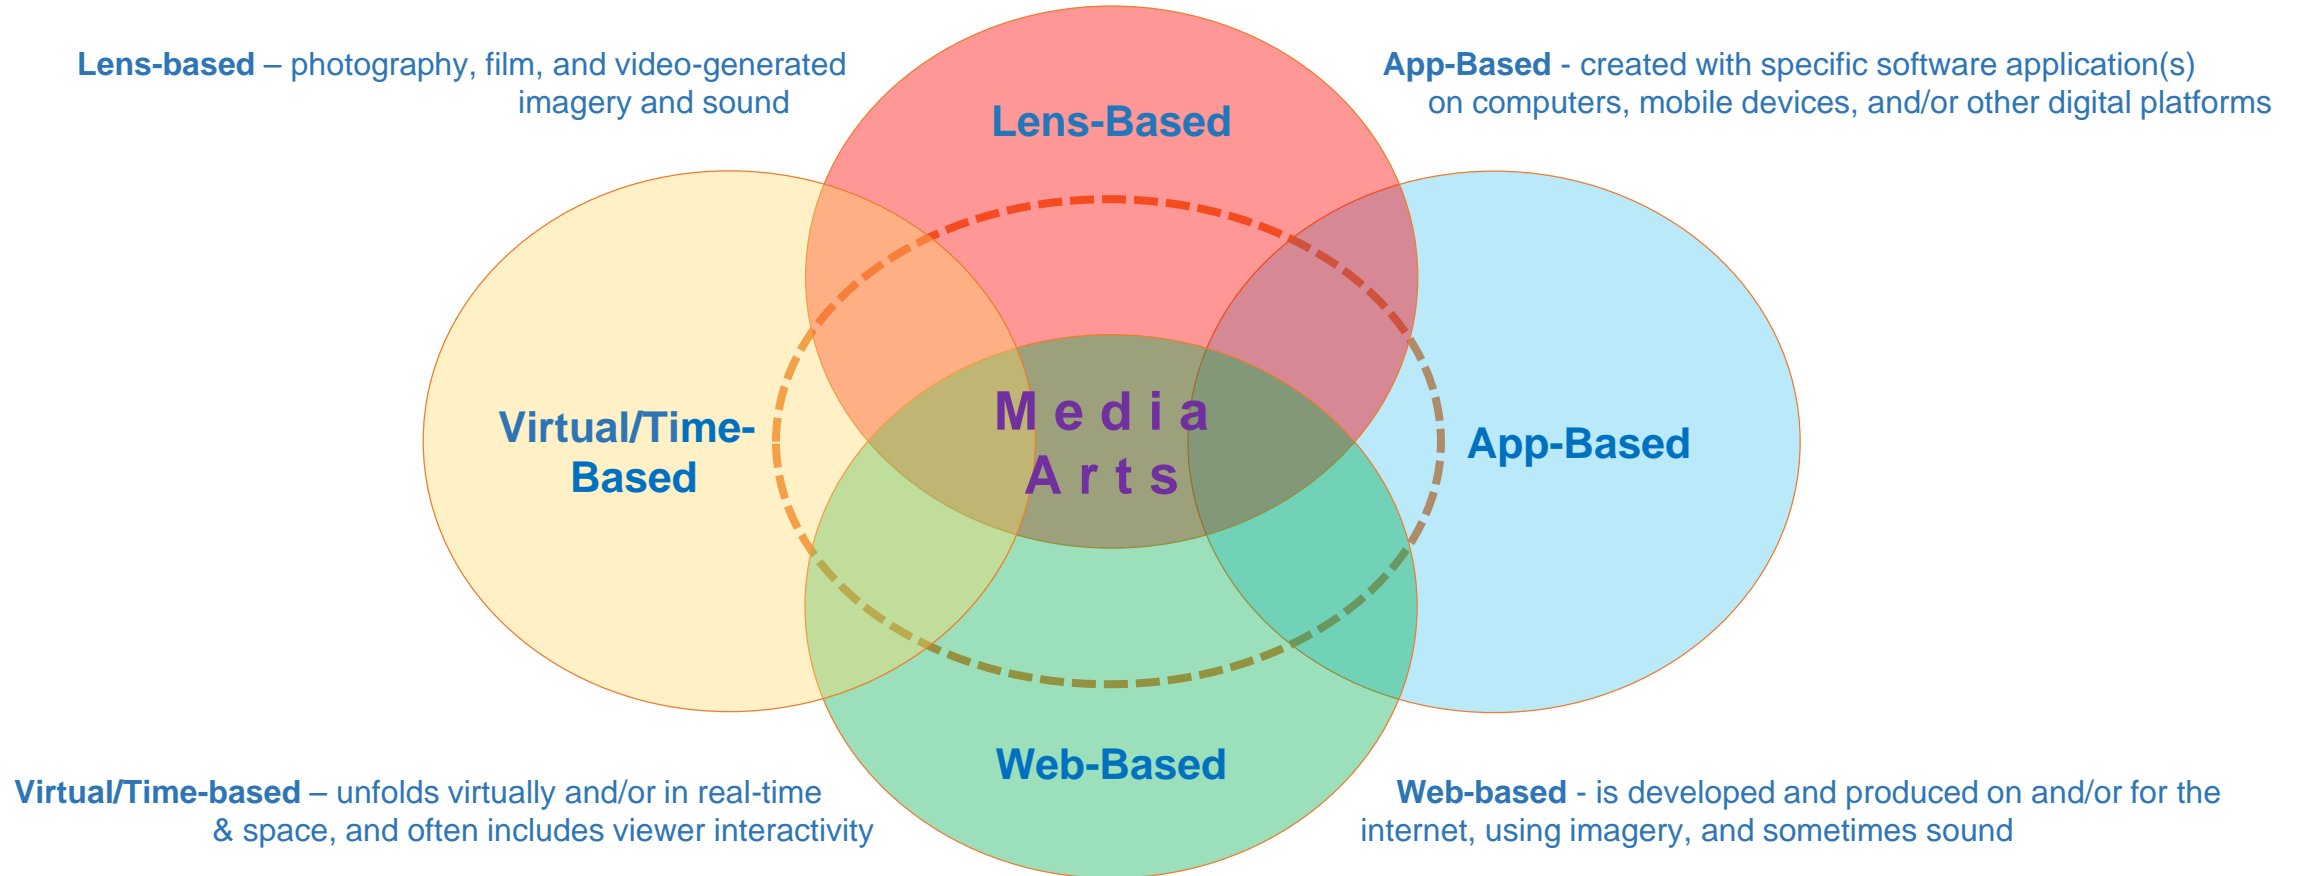 Lens-based – photography, film, and video-generated
imagery and sound
App-Based - created with specific software application(s)
on computers, mobile devices, and/or other digital platforms
Lens-Based
Virtual/Time-
Based
M e d i a
A r t s
App-Based
Web-Based
Virtual/Time-based – unfolds virtually and/or in real-time
& space, and often includes viewer interactivity
Web-based - is developed and produced on and/or for the
internet, using imagery, and sometimes sound